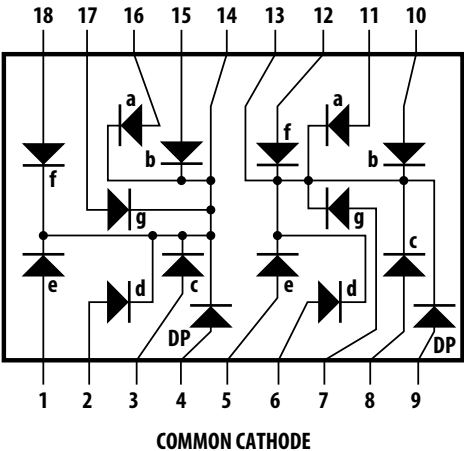 18 17 16 15 14 13 12 11 10
a a
f b f b
g g
e d c e d c
DP DP
1 2 3 4 5 6 7 8 9
COMMON CATHODE